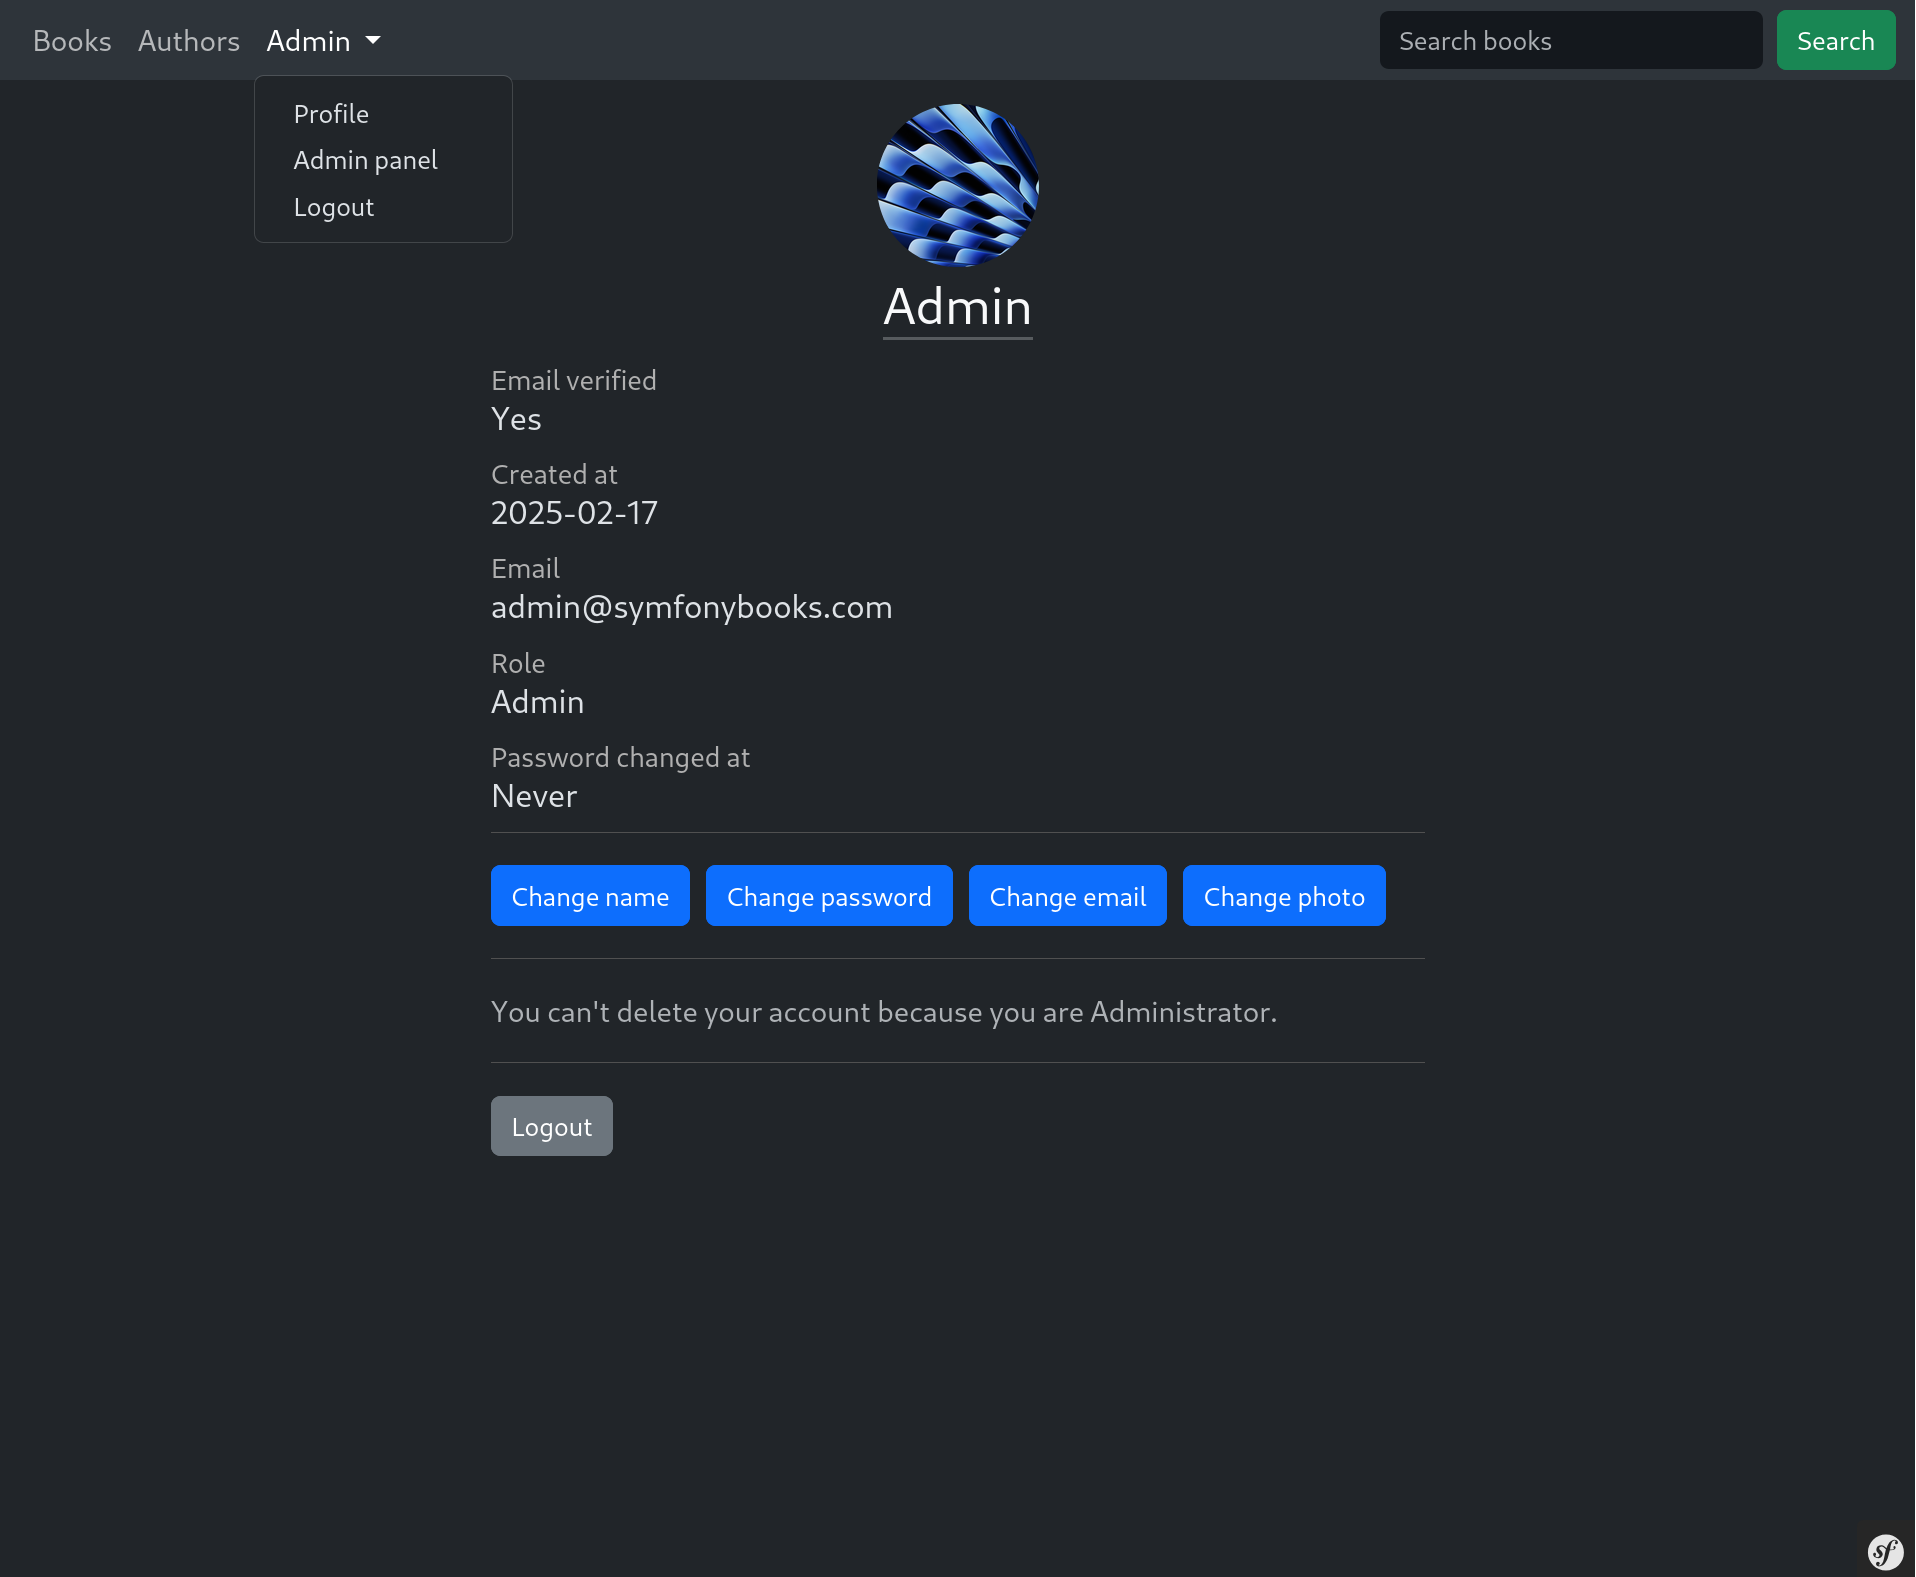 Books Authors Admin
Search books Search
Profile
Admin panel
Logout
Admin
Email verified
Yes
Created at
2025-02-17
Email
admin@symfonybooks.com
Role
Admin
Password changed at
Never
Change name Change password Change email Change photo
You can't delete your account because you are Administrator.
Logout
sf